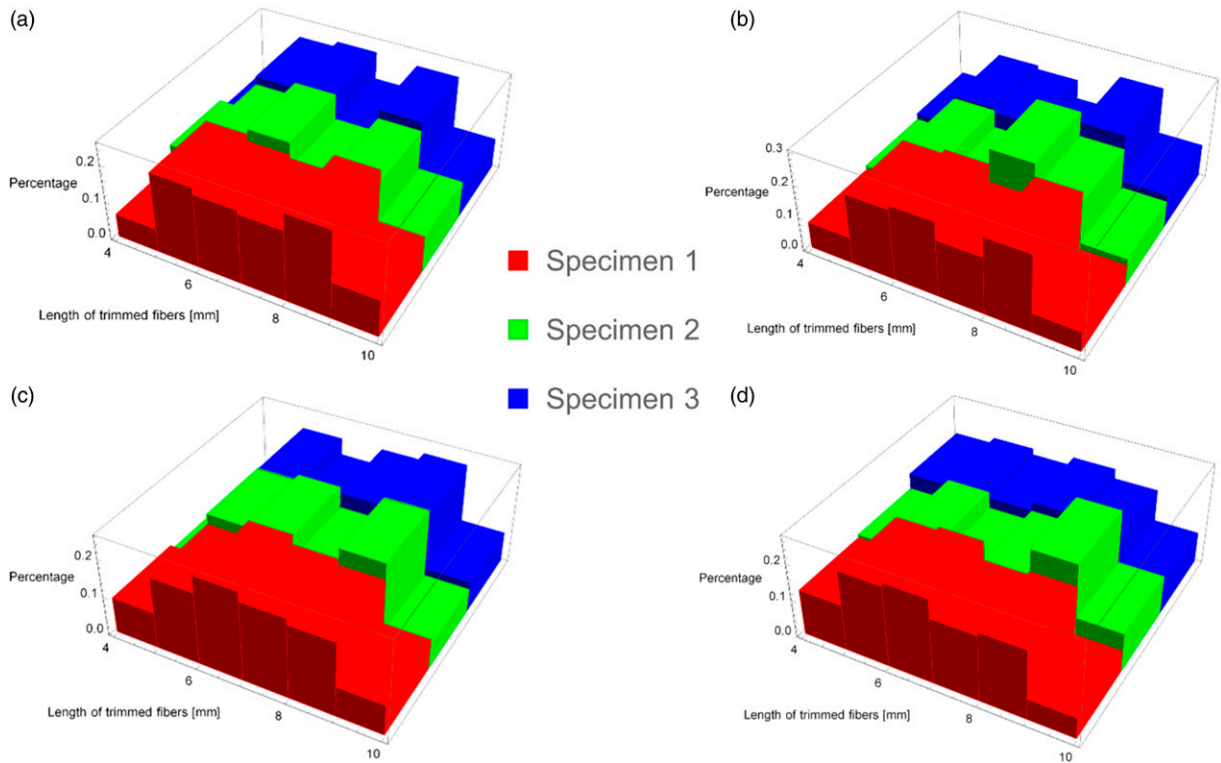 (a)
0.2
Percentage
0.1
0.0
4
6
Length of trimmed fibers [mm]
8
10
(b)
0.3
0.2
Percentage
0.1
0.0
4
6
Length of trimmed fibers [mm]
8
10
Specimen 1
Specimen 2
Specimen 3
(c)
0.2
Percentage
0.1
0.0
4
6
Length of trimmed fibers [mm]
8
10
(d)
0.2
Percentage
0.1
0.0
4
6
Length of trimmed fibers [mm]
8
10